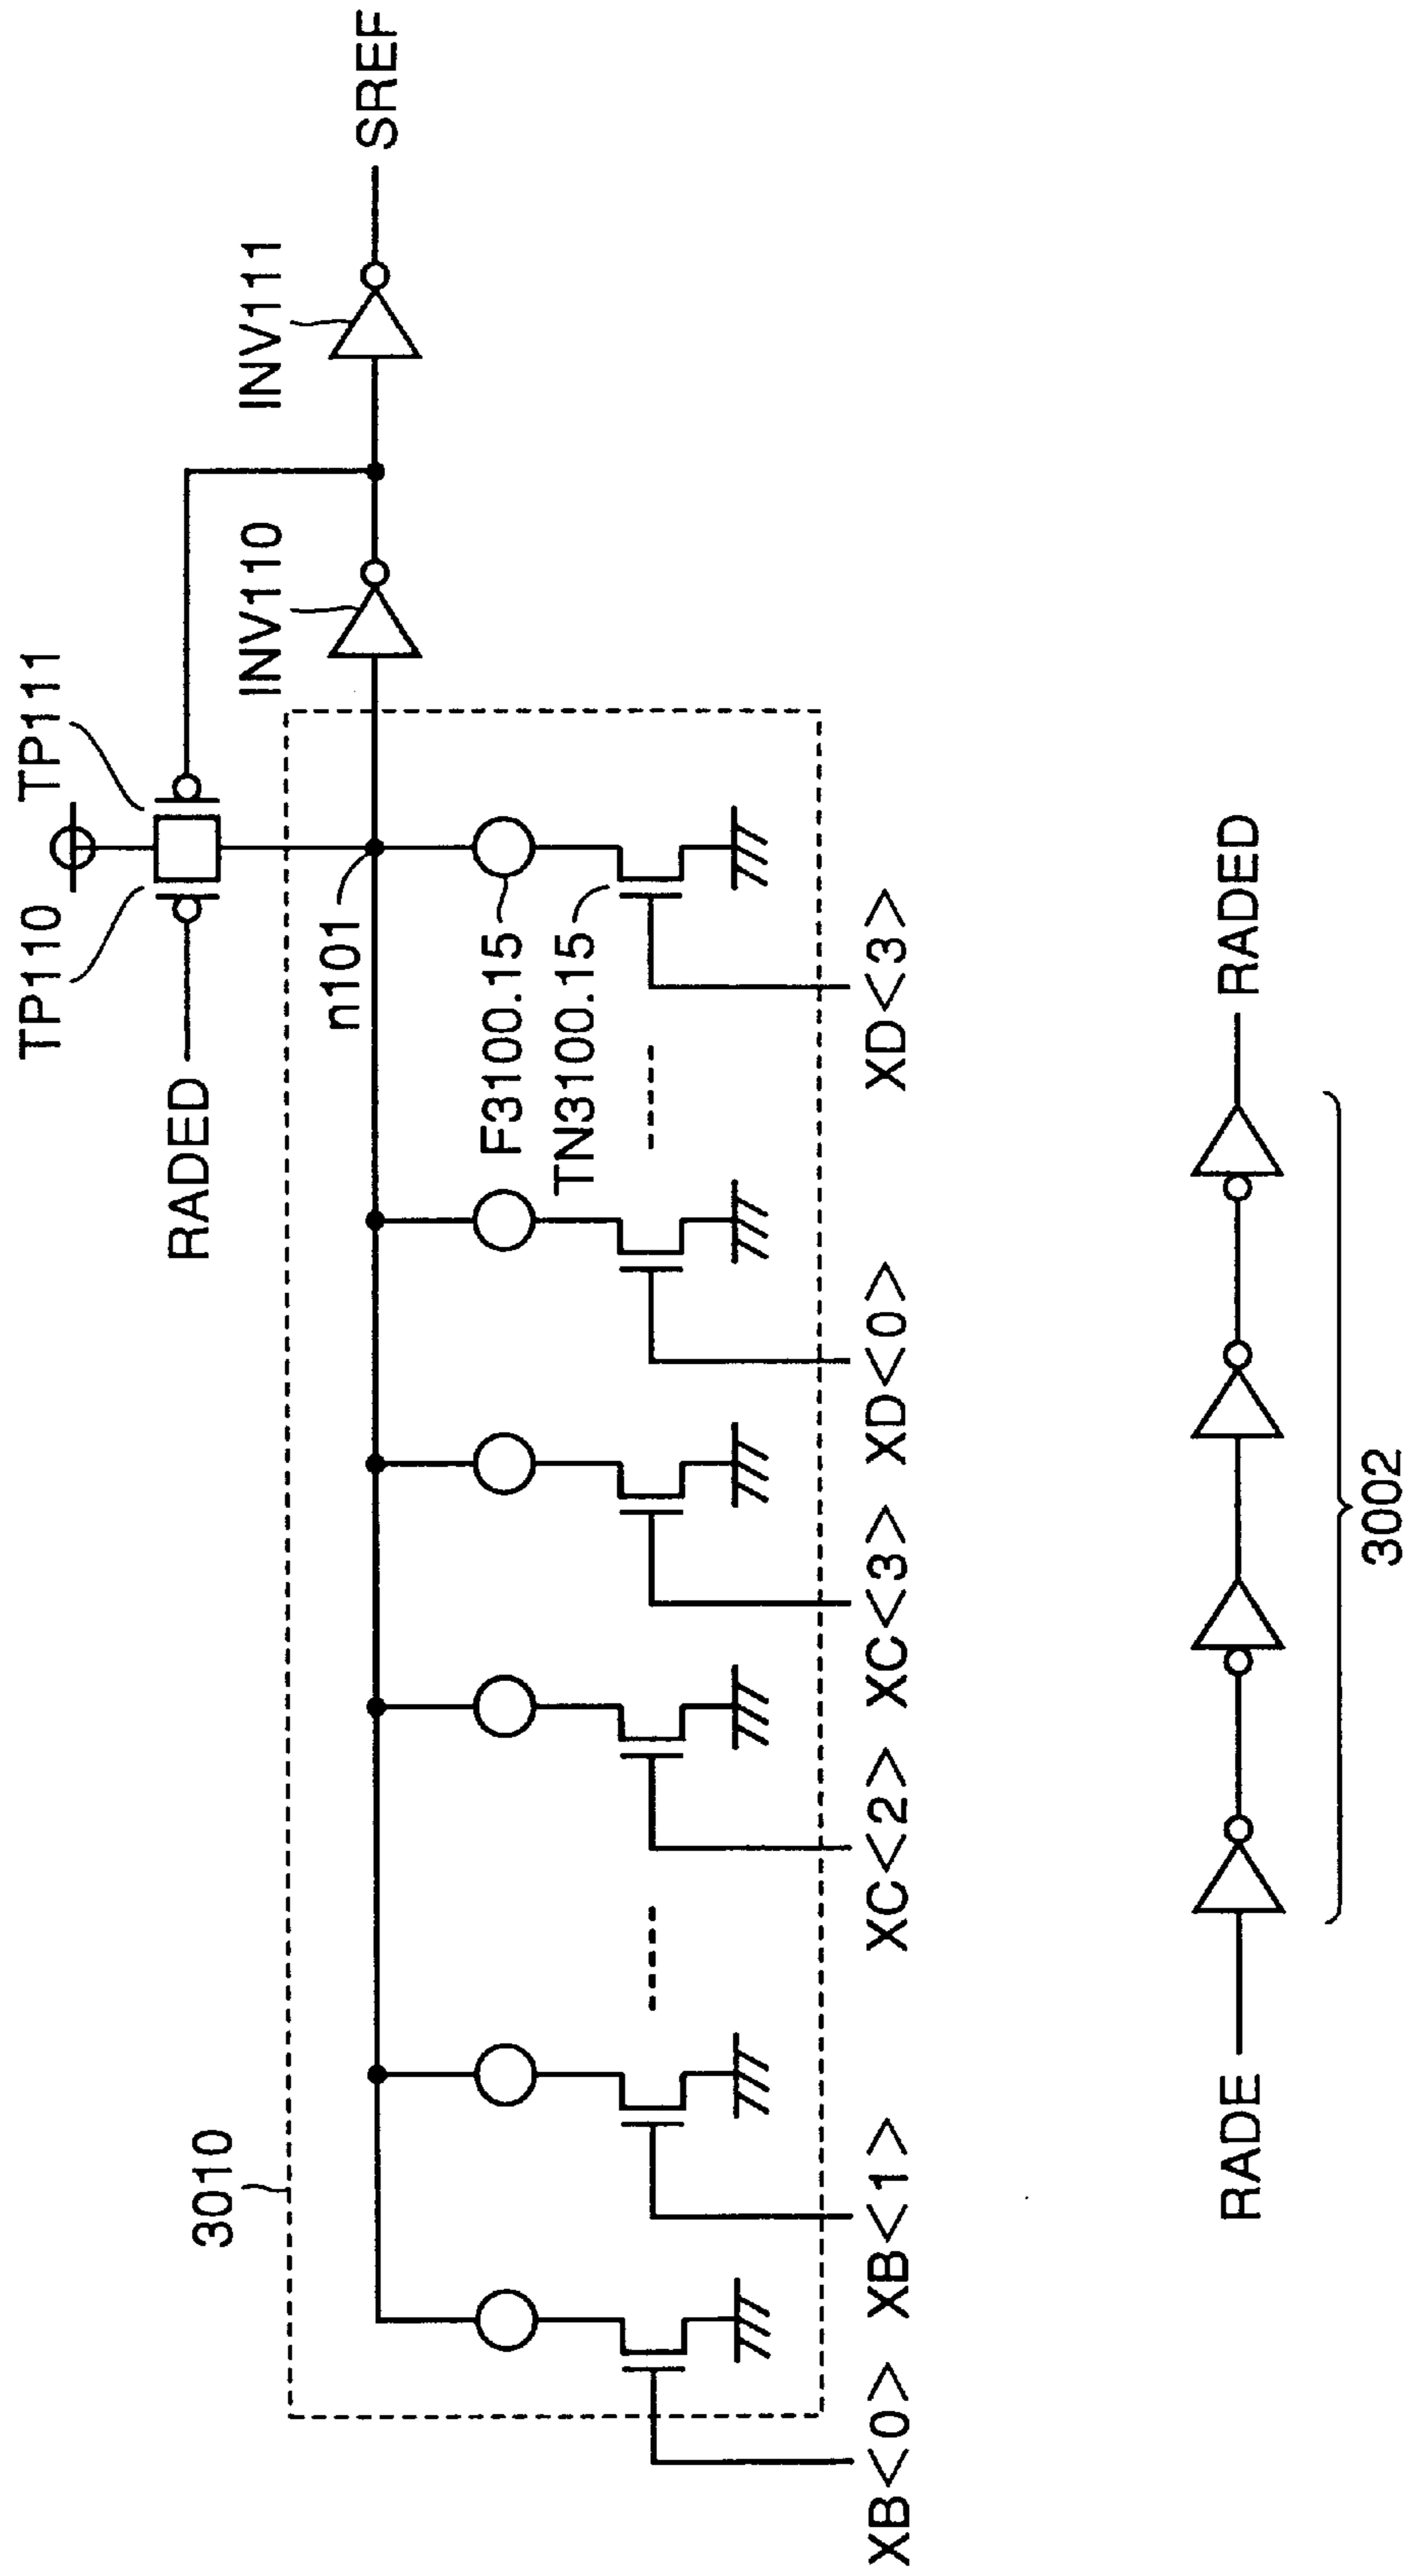 3010
RADED
TP110
TP111
n101
INV110
INV111
SREF
F3100.15
TN3100.15
XB<0>
XB<1>
XC<2>
XC<3>
XD<0>
XD<3>
RADE
RADED
3002